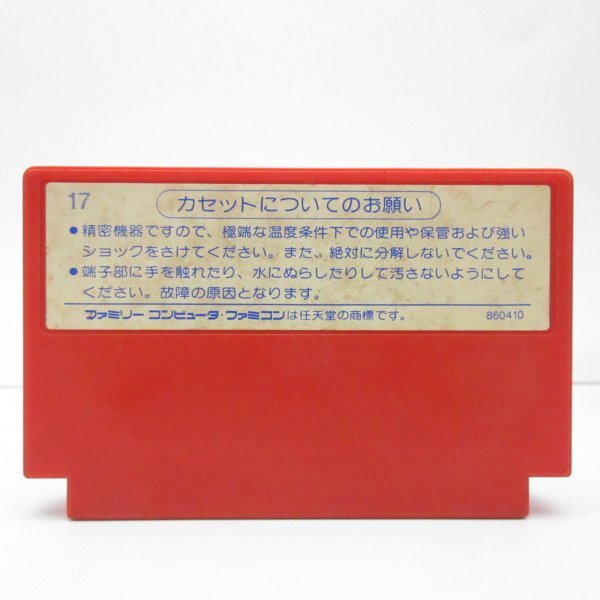 17
カセットについてのお願い
●精密機器ですので、極端な温度条件下での使用や保管および強い
ショックをさけてください。また、絶対に分解しないでください。
●端子部に手を触れたり、水にぬらしたりして汚さないようにして
ください。故障の原因となります。
ファミリー コンピュータ・ファミコンは任天堂の商標です。 860410